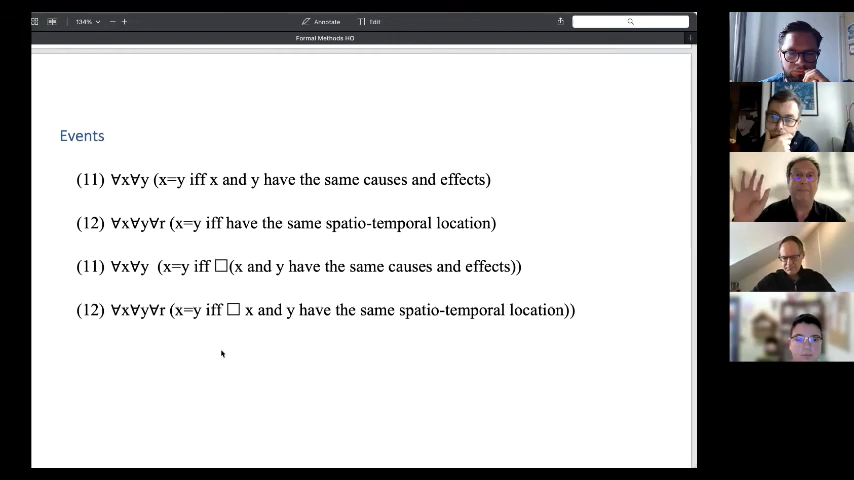 134%
Annotate
Edit
Formal Methods HO
Events
(11) ∀x∀y (x=y iff x and y have the same causes and effects)
(12) ∀x∀y∀r (x=y iff have the same spatio-temporal location)
(11) ∀x∀y (x=y iff □(x and y have the same causes and effects))
(12) ∀x∀y∀r (x=y iff □ x and y have the same spatio-temporal location))